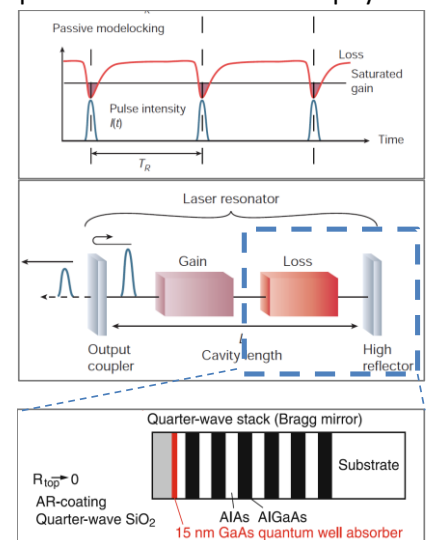 Passive modelocking
Loss
Saturated
gain
Pulse intensity
I(t)
Time
T_R
Laser resonator
Gain
Loss
Output
coupler
Cavity length
High
reflector
Quarter-wave stack (Bragg mirror)
R_top → 0
AR-coating
Quarter-wave SiO₂
Substrate
AlAs AlGaAs
15 nm GaAs quantum well absorber